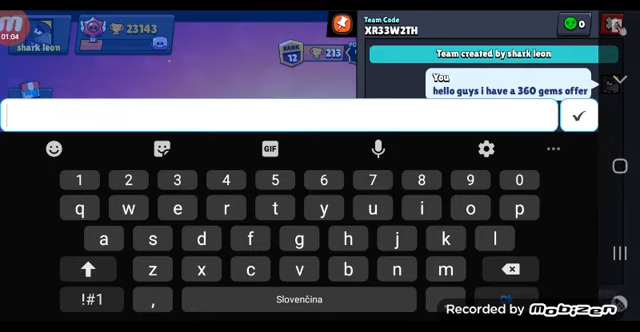 01:04
shark leon
23143
RANK
12
213
Team Code
XR33W2TH
0
Team created by shark leon
You
hello guys i have a 360 gems offer
GIF
1 2 3 4 5 6 7 8 9 0
q w e r t y u i o p
a s d f g h j k l
z x c v b n m
!#1 , Slovenčina . Ok
Recorded by Mobizen